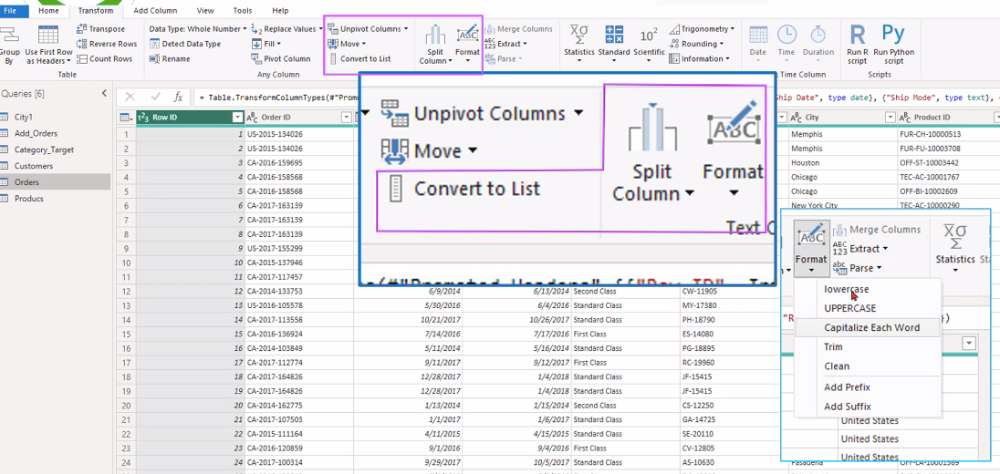 File Home Transform Add Column View Tools Help
Group By
Use First Row as Headers
Transpose
Reverse Rows
Count Rows
Table
Data Type: Whole Number
Detect Data Type
Rename
Replace Values
Fill
Pivot Column
Any Column
Unpivot Columns
Move
Convert to List
Split Column
Format
Merge Columns
Extract
Parse
Statistics
Standard
Scientific
Trigonometry
Rounding
Information
Date
Time
Duration
Time Column
Run R script
Run Python script
Scripts
Queries [6]
City1
Add_Orders
Category_Target
Customers
Orders
Producs
= Table.TransformColumnTypes(#"Prom
Ship Date", type date}, {"Ship Mode", type text},
Row ID Order ID City Product ID
1 1 US-2015-134026 Memphis FUR-CH-10000513
2 2 US-2015-134026 Memphis FUR-FU-10003708
3 3 CA-2016-159695 Houston OFF-ST-10003442
4 4 CA-2016-158568 Chicago TEC-AC-10001767
5 5 CA-2016-158568 Chicago OFF-BI-10002609
6 6 CA-2017-163139 New York City TEC-AC-10000290
7 7 CA-2017-163139
8 8 CA-2017-163139
9 9 US-2017-155299
10 10 CA-2015-137946
11 11 CA-2017-117457
12 12 CA-2014-133753 6/9/2014 6/13/2014 Second Class CW-11905
13 13 CA-2016-105578 5/30/2016 6/4/2016 Standard Class MY-17380
14 14 CA-2017-113558 10/21/2017 10/26/2017 Standard Class PH-18790
15 15 CA-2016-136924 7/14/2016 7/17/2016 First Class ES-14080
16 16 CA-2014-103849 5/11/2014 5/16/2014 Standard Class PG-18895
17 17 CA-2017-112774 9/11/2017 9/12/2017 First Class RC-19960
18 18 CA-2017-164826 12/28/2017 1/4/2018 Standard Class JF-15415
19 19 CA-2017-164826 12/28/2017 1/4/2018 Standard Class JF-15415
20 20 CA-2014-162775 1/13/2014 1/15/2014 Second Class CS-12250
21 21 CA-2017-107503 1/1/2017 1/6/2017 Standard Class GA-14725
22 22 CA-2015-111164 4/11/2015 4/15/2015 Standard Class SE-20110
23 23 CA-2016-120859 9/1/2016 9/4/2016 First Class CV-12805
24 24 CA-2017-100314 9/29/2017 10/5/2017 Standard Class AS-10630 Pasadena
Unpivot Columns
Move
Convert to List
Split Column
Format
Text C
Format
Merge Columns
Extract
Parse
Statistics
lowercase
UPPERCASE
Capitalize Each Word
Trim
Clean
Add Prefix
Add Suffix
United States
United States
United States